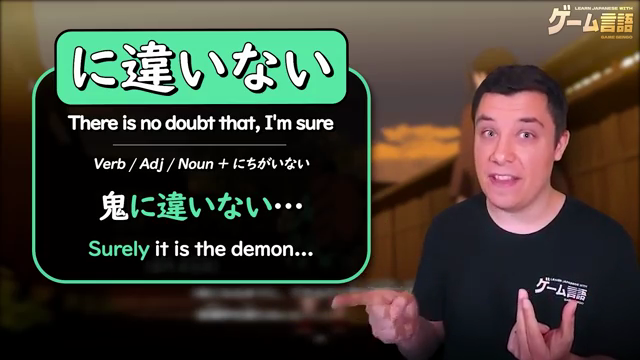 に違いない
There is no doubt that, I'm sure
Verb / Adj / Noun + にちがいない
鬼に違いない…
Surely it is the demon...
LEARN JAPANESE WITH
ゲーム言語
GAME GENGO
ゲーム言語